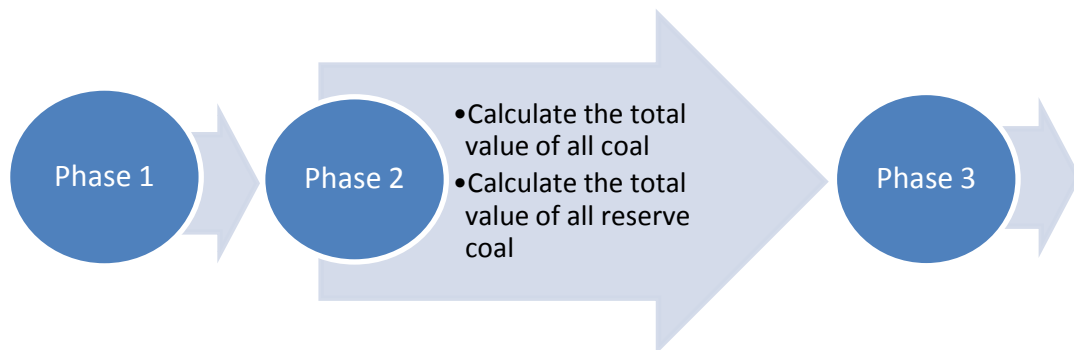 Phase 1
Phase 2
•Calculate the total
value of all coal
•Calculate the total
value of all reserve
coal
Phase 3